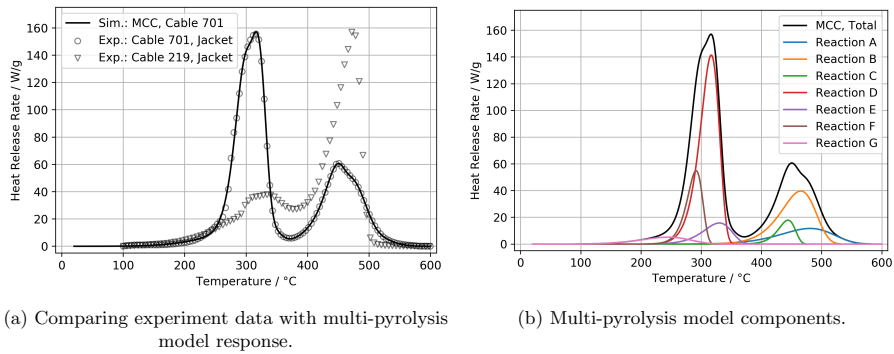 Sim.: MCC, Cable 701
Exp.: Cable 701, Jacket
Exp.: Cable 219, Jacket
Heat Release Rate / W/g
160
140
120
100
80
60
40
20
0
0
100
200
300
400
500
600
Temperature / °C
(a) Comparing experiment data with multi-pyrolysis
model response.
MCC, Total
Reaction A
Reaction B
Reaction C
Reaction D
Reaction E
Reaction F
Reaction G
Heat Release Rate / W/g
160
140
120
100
80
60
40
20
0
0
100
200
300
400
500
600
Temperature / °C
(b) Multi-pyrolysis model components.